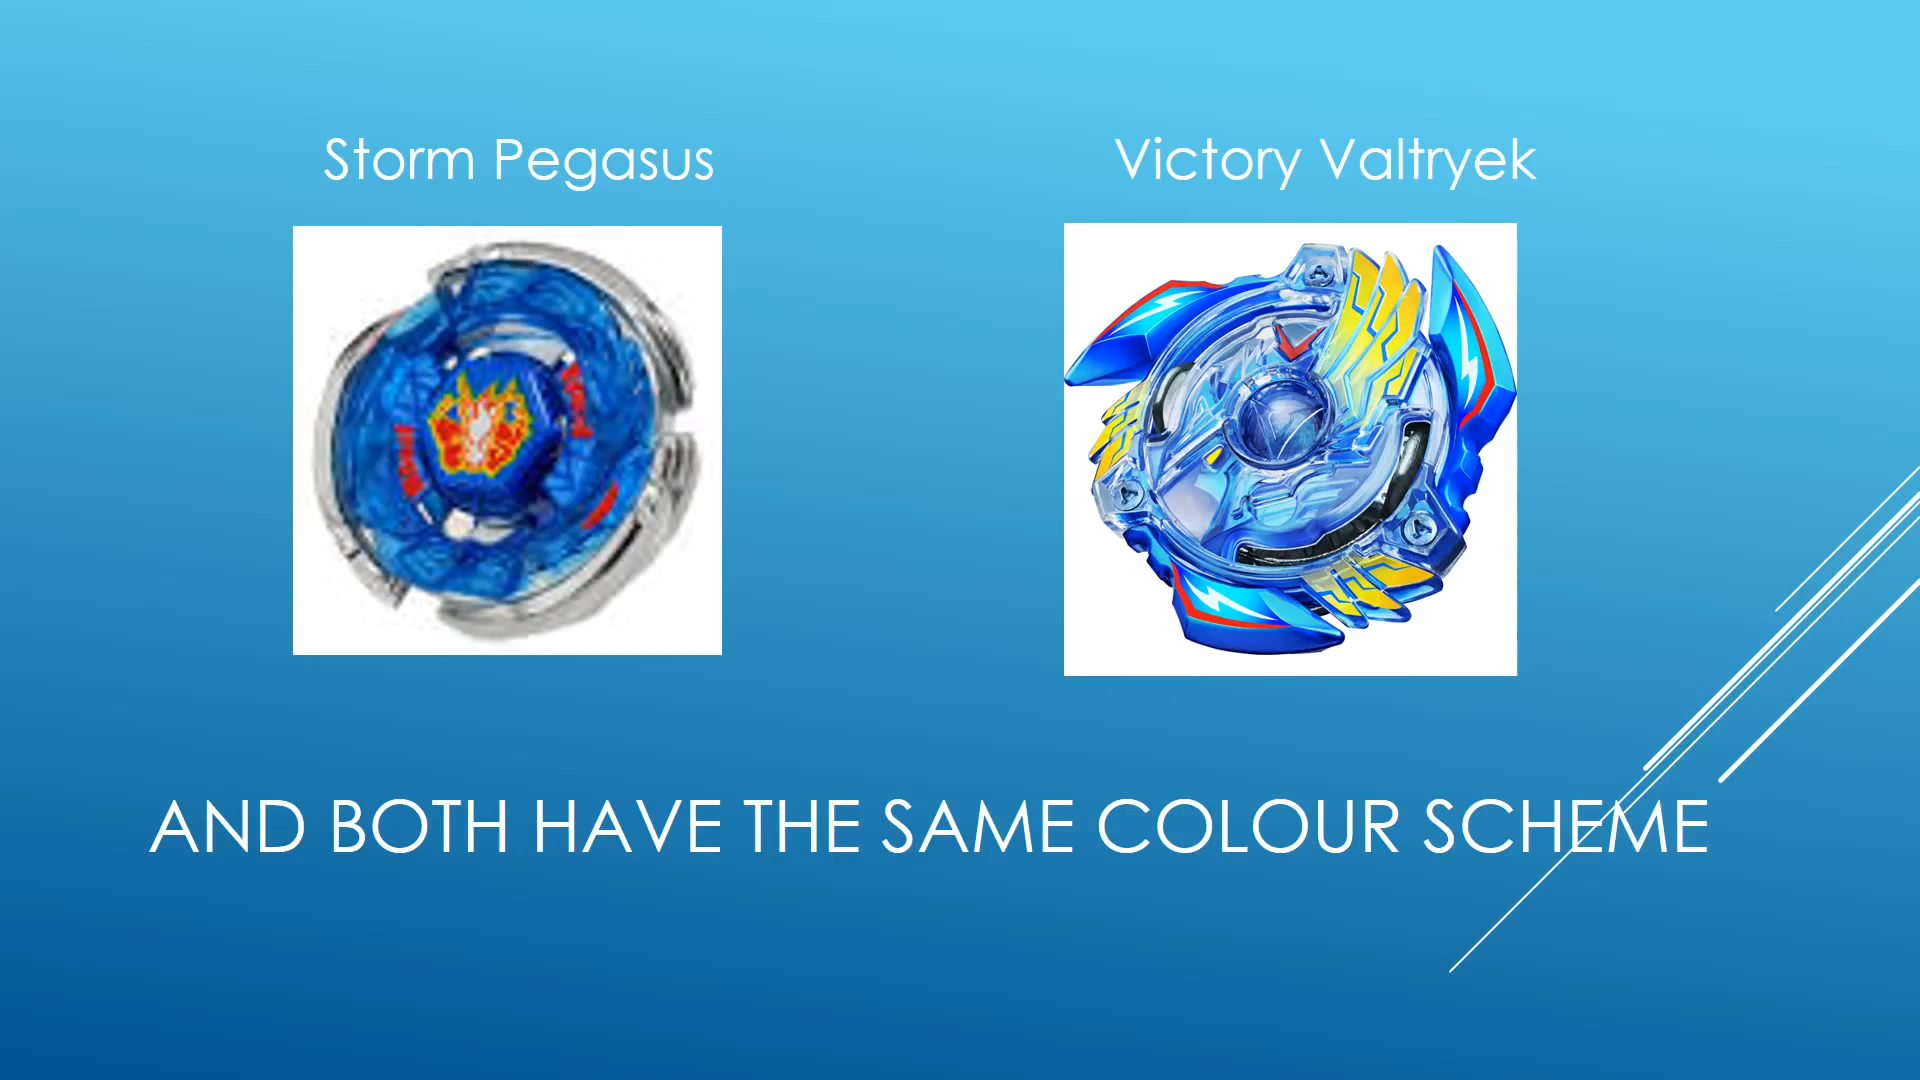 Storm Pegasus
Victory Valtryek
AND BOTH HAVE THE SAME COLOUR SCHEME